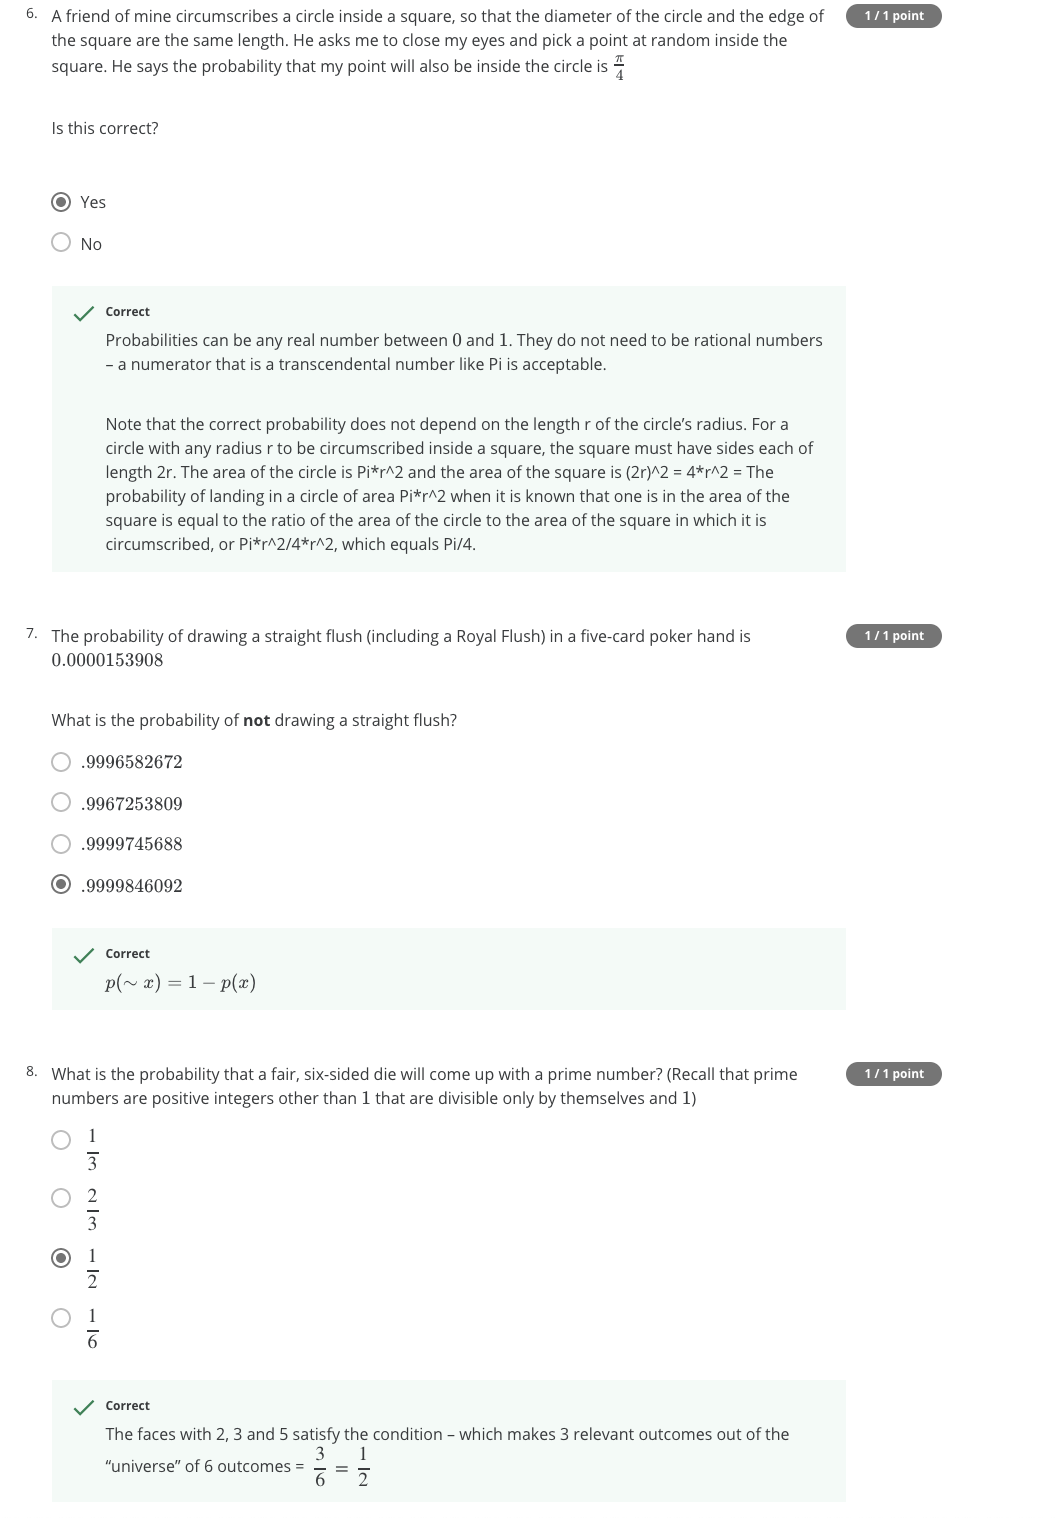 6. A friend of mine circumscribes a circle inside a square, so that the diameter of the circle and the edge of
1 / 1 point
the square are the same length. He asks me to close my eyes and pick a point at random inside the
square. He says the probability that my point will also be inside the circle is π/4
Is this correct?
Yes
No
Correct
Probabilities can be any real number between 0 and 1. They do not need to be rational numbers
– a numerator that is a transcendental number like Pi is acceptable.
Note that the correct probability does not depend on the length r of the circle’s radius. For a
circle with any radius r to be circumscribed inside a square, the square must have sides each of
length 2r. The area of the circle is Pi*r^2 and the area of the square is (2r)^2 = 4*r^2 = The
probability of landing in a circle of area Pi*r^2 when it is known that one is in the area of the
square is equal to the ratio of the area of the circle to the area of the square in which it is
circumscribed, or Pi*r^2/4*r^2, which equals Pi/4.
7. The probability of drawing a straight flush (including a Royal Flush) in a five-card poker hand is
1 / 1 point
0.0000153908
What is the probability of not drawing a straight flush?
.9996582672
.9967253809
.9999745688
.9999846092
Correct
p(∼ x) = 1 − p(x)
8. What is the probability that a fair, six-sided die will come up with a prime number? (Recall that prime
1 / 1 point
numbers are positive integers other than 1 that are divisible only by themselves and 1)
1/3
2/3
1/2
1/6
Correct
The faces with 2, 3 and 5 satisfy the condition – which makes 3 relevant outcomes out of the
“universe” of 6 outcomes = 3/6 = 1/2